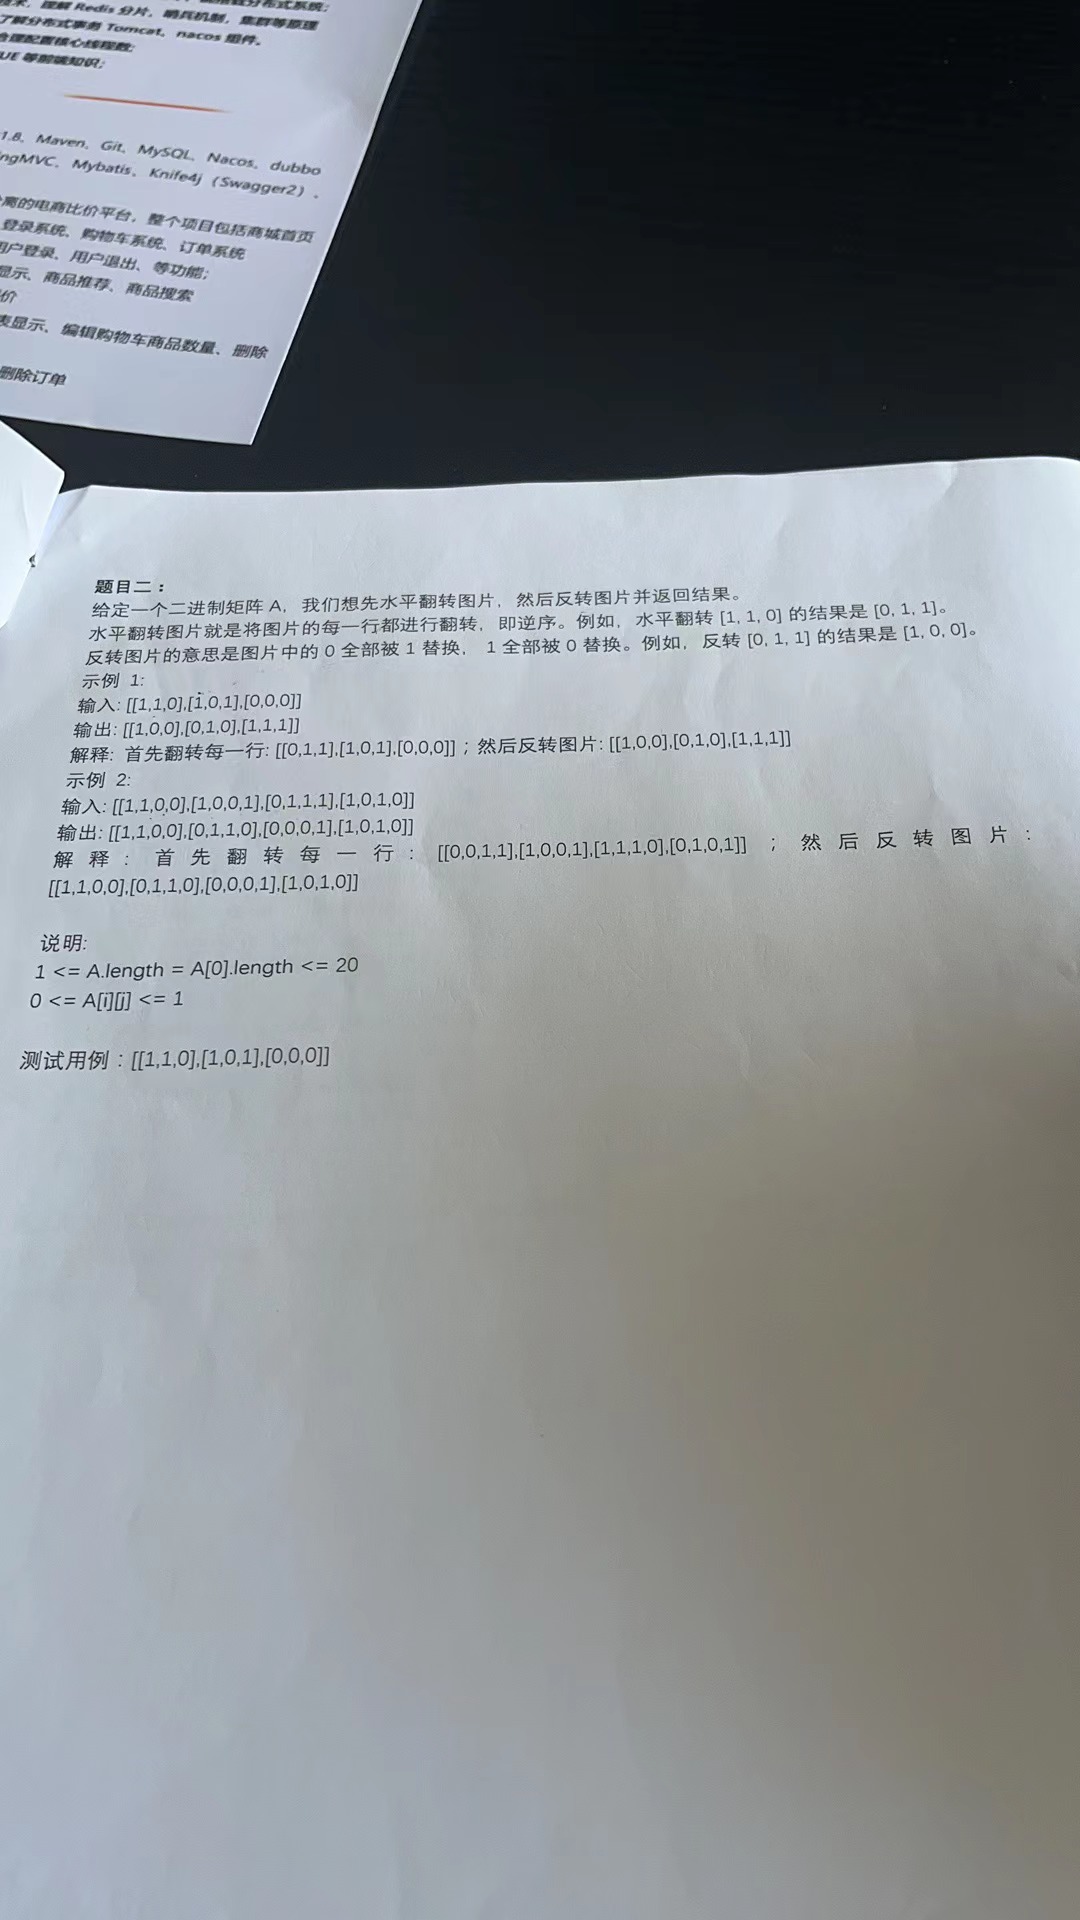 理解 Redis 分片，哨兵机制，集群等原理
了解分布式事务 Tomcat、nacos 组件。
合理配置核心线程数；
UE 等前端知识；
1.8、Maven、Git、MySQL、Nacos、dubbo
ngMVC、Mybatis、Knife4j（Swagger2）、
离的电商比价平台，整个项目包括商城首页
登录系统、购物车系统、订单系统
用户登录、用户退出、等功能；
显示、商品推荐、商品搜索
价
表显示、编辑购物车商品数量、删除
删除订单
题目二：
给定一个二进制矩阵 A，我们想先水平翻转图片，然后反转图片并返回结果。
水平翻转图片就是将图片的每一行都进行翻转，即逆序。例如，水平翻转 [1, 1, 0] 的结果是 [0, 1, 1]。
反转图片的意思是图片中的 0 全部被 1 替换， 1 全部被 0 替换。例如，反转 [0, 1, 1] 的结果是 [1, 0, 0]。
示例 1:
输入: [[1,1,0],[1,0,1],[0,0,0]]
输出: [[1,0,0],[0,1,0],[1,1,1]]
解释: 首先翻转每一行: [[0,1,1],[1,0,1],[0,0,0]]；然后反转图片: [[1,0,0],[0,1,0],[1,1,1]]
示例 2:
输入: [[1,1,0,0],[1,0,0,1],[0,1,1,1],[1,0,1,0]]
输出: [[1,1,0,0],[0,1,1,0],[0,0,0,1],[1,0,1,0]]
解释: 首先翻转每一行: [[0,0,1,1],[1,0,0,1],[1,1,1,0],[0,1,0,1]]；然后反转图片:
[[1,1,0,0],[0,1,1,0],[0,0,0,1],[1,0,1,0]]
说明:
1 <= A.length = A[0].length <= 20
0 <= A[i][j] <= 1
测试用例：[[1,1,0],[1,0,1],[0,0,0]]